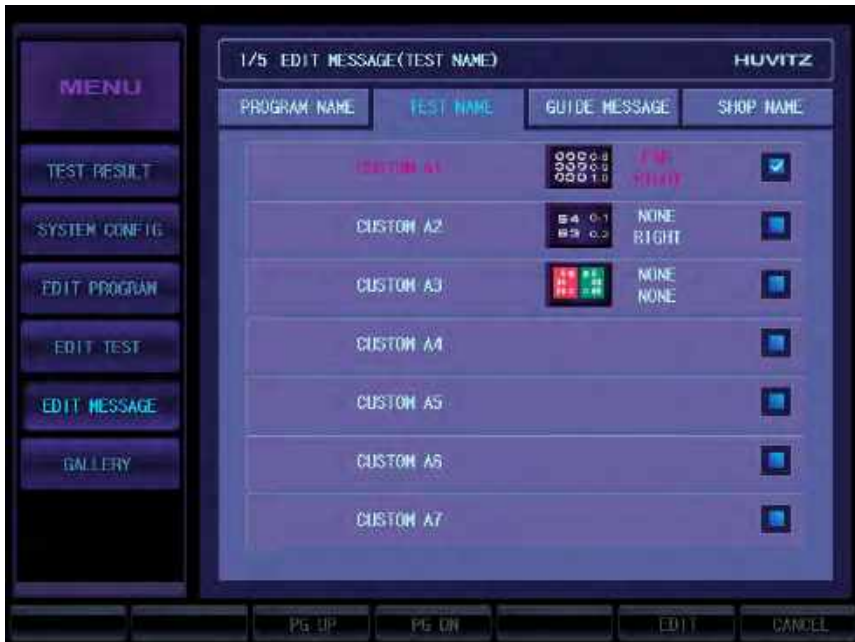 1/5 EDIT MESSAGE(TEST NAME) HUVITZ
MENU
PROGRAM NAME TEST NAME GUIDE MESSAGE SHOP NAME
TEST RESULT
SYSTEM CONFIG
EDIT PROGRAM
EDIT TEST
EDIT MESSAGE
GALLERY
CUSTOM A1
RIGHT
CUSTOM A2 NONE
RIGHT
CUSTOM A3 NONE
NONE
CUSTOM A4
CUSTOM A5
CUSTOM A6
CUSTOM A7
PG UP PG DN EDIT CANCEL